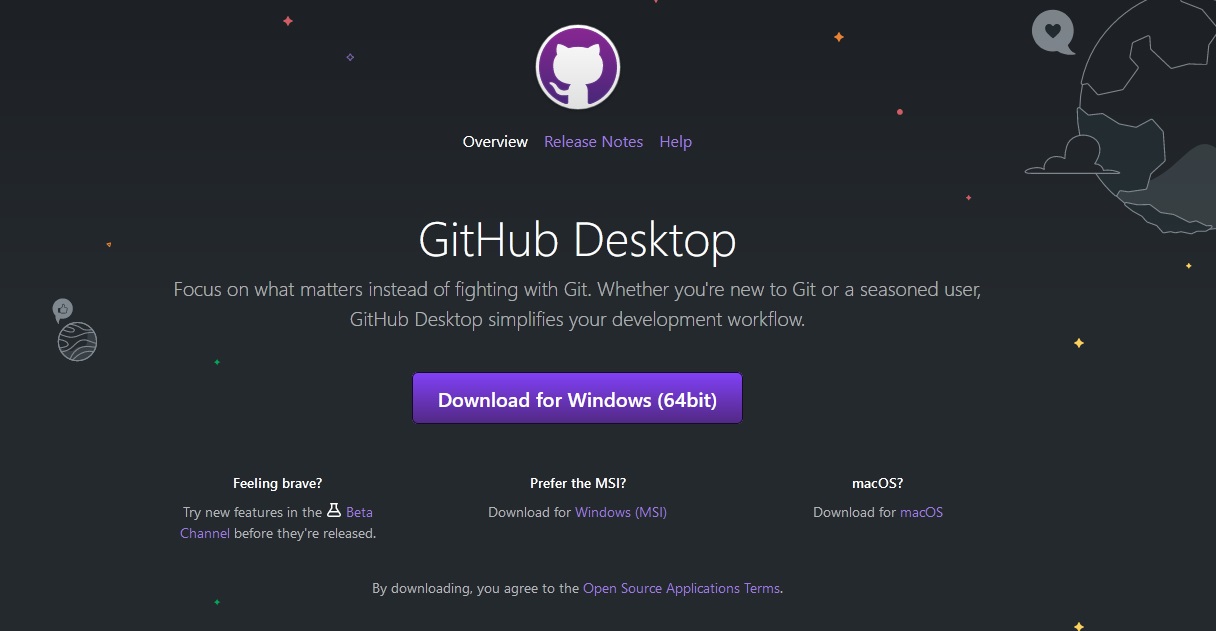 Overview Release Notes Help
GitHub Desktop
Focus on what matters instead of fighting with Git. Whether you're new to Git or a seasoned user,
GitHub Desktop simplifies your development workflow.
Download for Windows (64bit)
Feeling brave?
Try new features in the Beta
Channel before they're released.
Prefer the MSI?
Download for Windows (MSI)
macOS?
Download for macOS
By downloading, you agree to the Open Source Applications Terms.